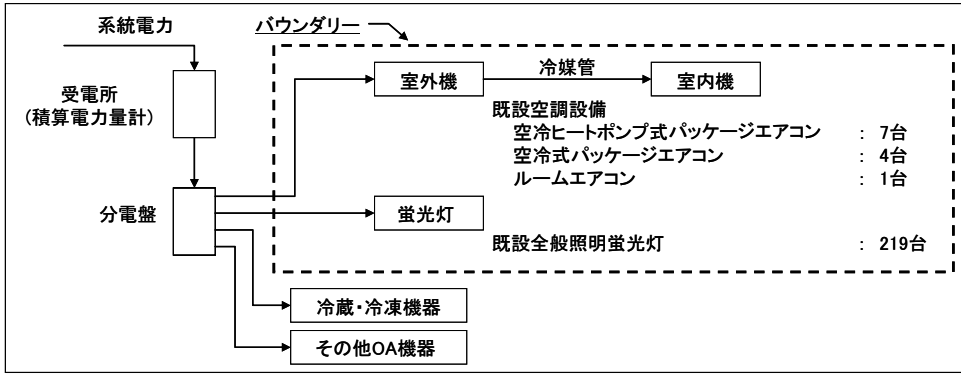 系統電力
バウンダリー
受電所
(積算電力量計)
室外機
冷媒管
室内機
既設空調設備
空冷ヒートポンプ式パッケージエアコン : 7台
空冷式パッケージエアコン : 4台
ルームエアコン : 1台
分電盤
蛍光灯
既設全般照明蛍光灯 : 219台
冷蔵・冷凍機器
その他OA機器